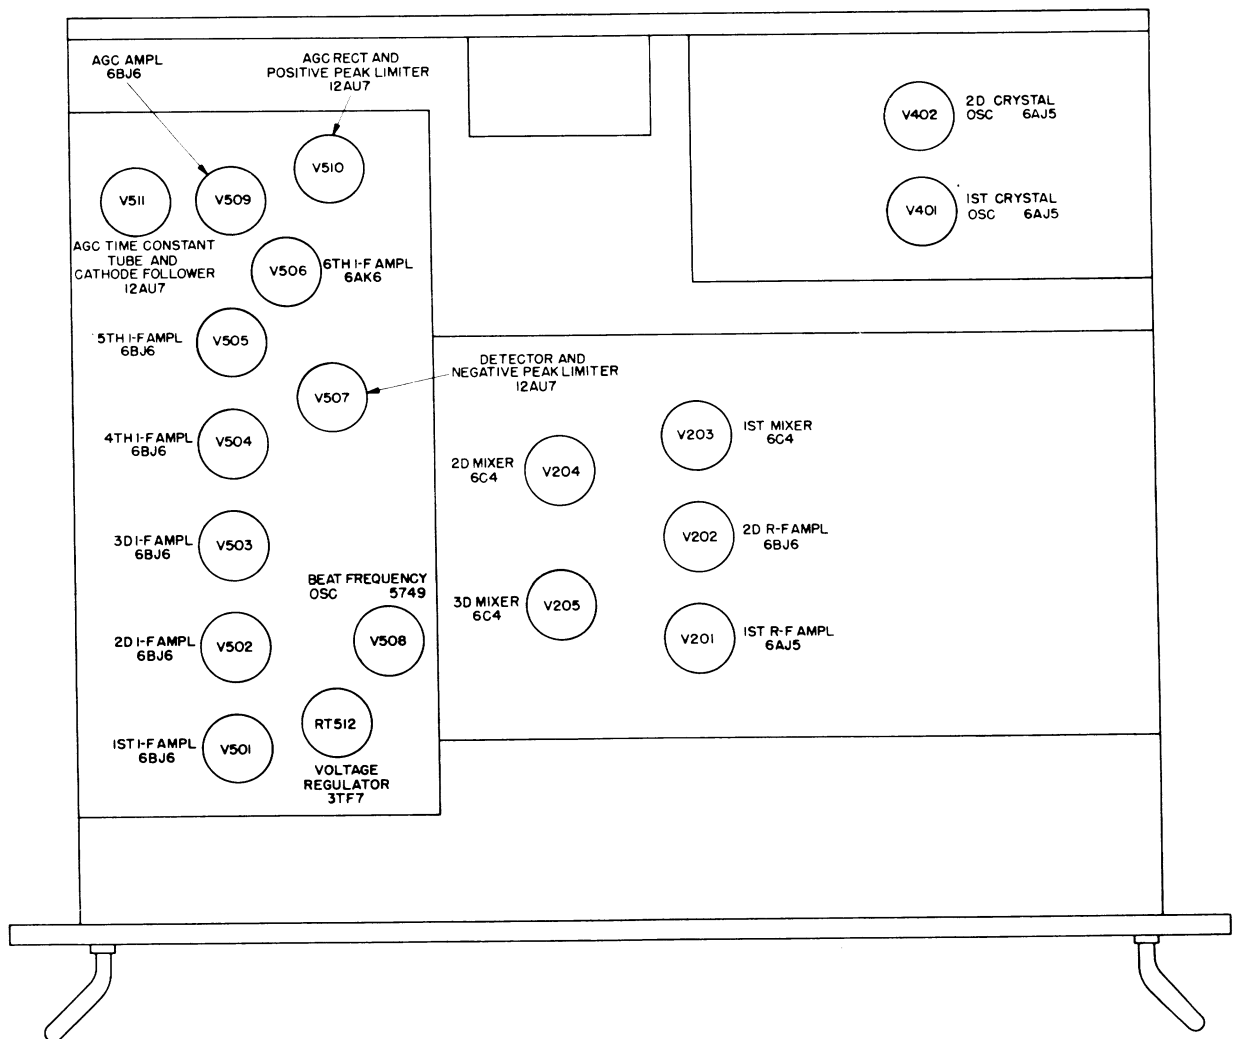 AGC AMPL
6BJ6
AGC RECT AND
POSITIVE PEAK LIMITER
12AU7
V511
V509
V510
AGC TIME CONSTANT
TUBE AND
CATHODE FOLLOWER
12AU7
V506
6TH I-F AMPL
6AK6
5TH I-F AMPL
6BJ6
V505
V507
DETECTOR AND
NEGATIVE PEAK LIMITER
12AU7
4TH I-F AMPL
6BJ6
V504
3D I-F AMPL
6BJ6
V503
BEAT FREQUENCY
OSC 5749
V508
2D I-F AMPL
6BJ6
V502
1ST I-F AMPL
6BJ6
V501
RT512
VOLTAGE
REGULATOR
3TF7
V402
2D CRYSTAL
OSC 6AJ5
V401
1ST CRYSTAL
OSC 6AJ5
V203
1ST MIXER
6C4
2D MIXER
6C4
V204
V202
2D R-F AMPL
6BJ6
3D MIXER
6C4
V205
V201
1ST R-F AMPL
6AJ5